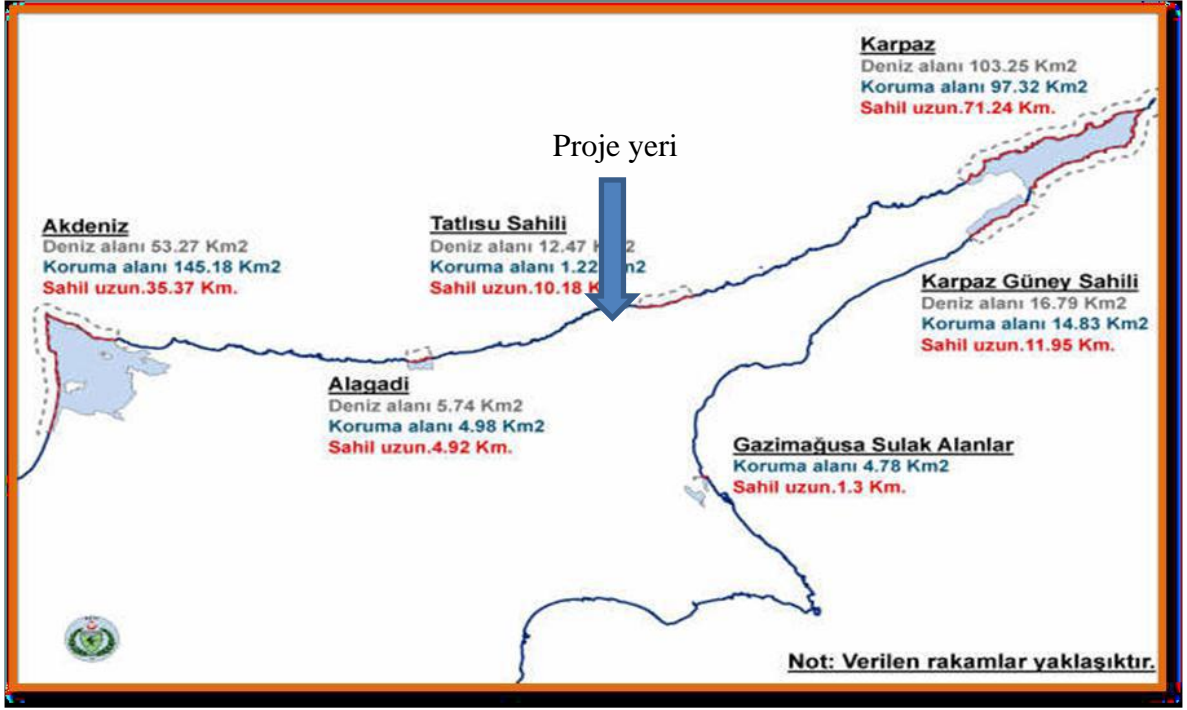 Karpaz
Deniz alanı 103.25 Km2
Koruma alanı 97.32 Km2
Sahil uzun.71.24 Km.
Proje yeri
Akdeniz
Deniz alanı 53.27 Km2
Koruma alanı 145.18 Km2
Sahil uzun.35.37 Km.
Tatlısu Sahili
Deniz alanı 12.47 2
Koruma alanı 1.22 m2
Sahil uzun.10.18 K
Karpaz Güney Sahili
Deniz alanı 16.79 Km2
Koruma alanı 14.83 Km2
Sahil uzun.11.95 Km.
Alagadi
Deniz alanı 5.74 Km2
Koruma alanı 4.98 Km2
Sahil uzun.4.92 Km.
Gazimağusa Sulak Alanlar
Koruma alanı 4.78 Km2
Sahil uzun.1.3 Km.
Not: Verilen rakamlar yaklaşıktır.